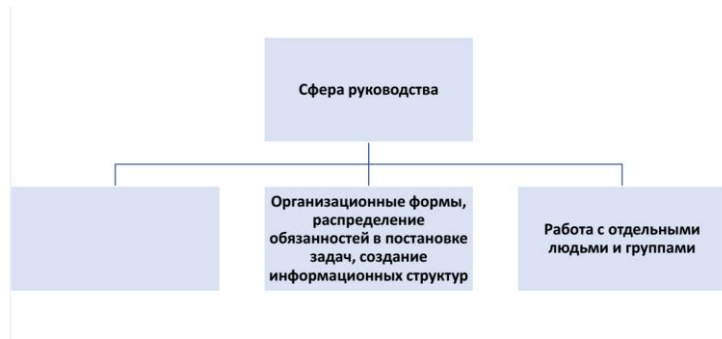 Сфера руководства
Организационные формы,
распределение
обязанностей в постановке
задач, создание
информационных структур
Работа с отдельными
людьми и группами